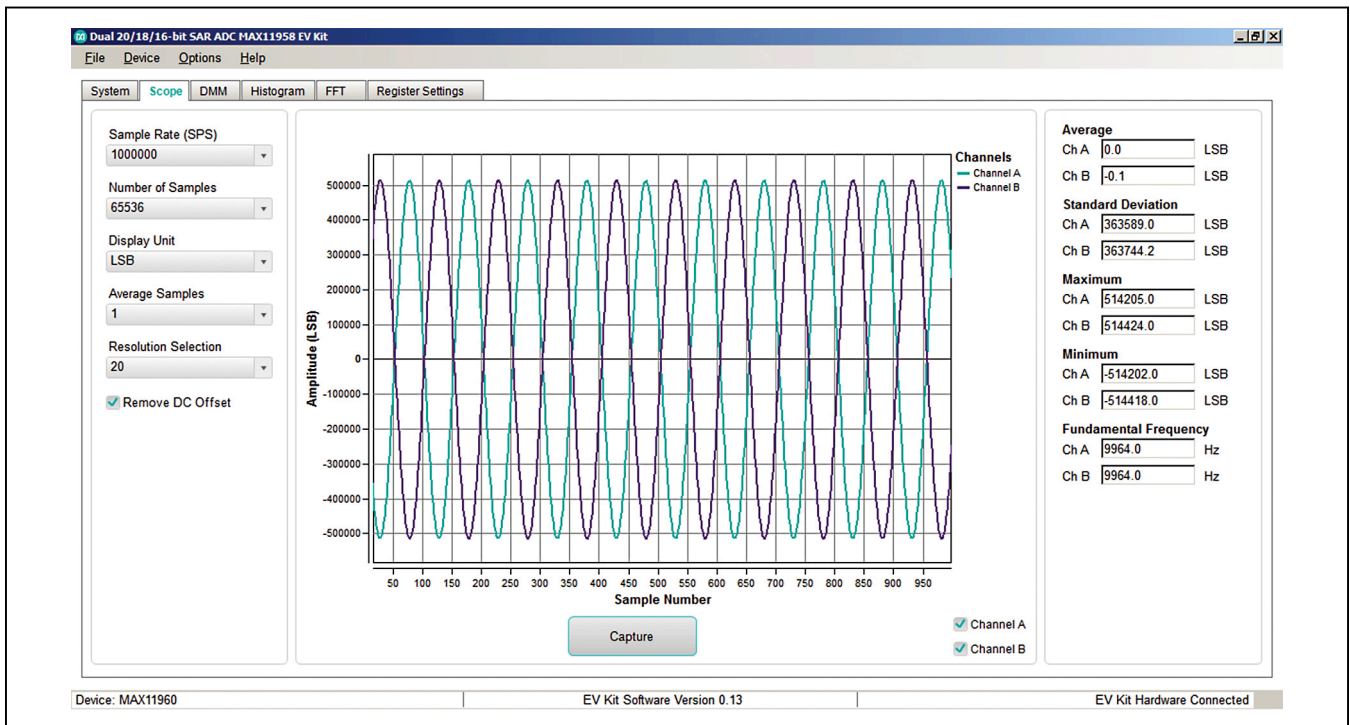 Dual 20/18/16-bit SAR ADC MAX11958 EV Kit
File Device Options Help
System Scope DMM Histogram FFT Register Settings
Sample Rate (SPS)
1000000
Number of Samples
65536
Display Unit
LSB
Average Samples
1
Resolution Selection
20
Remove DC Offset
Amplitude (LSB)
500000
400000
300000
200000
100000
0
-100000
-200000
-300000
-400000
-500000
50 100 150 200 250 300 350 400 450 500 550 600 650 700 750 800 850 900 950
Sample Number
Channels
Channel A
Channel B
Capture
Channel A
Channel B
Average
Ch A 0.0 LSB
Ch B -0.1 LSB
Standard Deviation
Ch A 363589.0 LSB
Ch B 363744.2 LSB
Maximum
Ch A 514205.0 LSB
Ch B 514424.0 LSB
Minimum
Ch A -514202.0 LSB
Ch B -514418.0 LSB
Fundamental Frequency
Ch A 9964.0 Hz
Ch B 9964.0 Hz
Device: MAX11960 EV Kit Software Version 0.13 EV Kit Hardware Connected